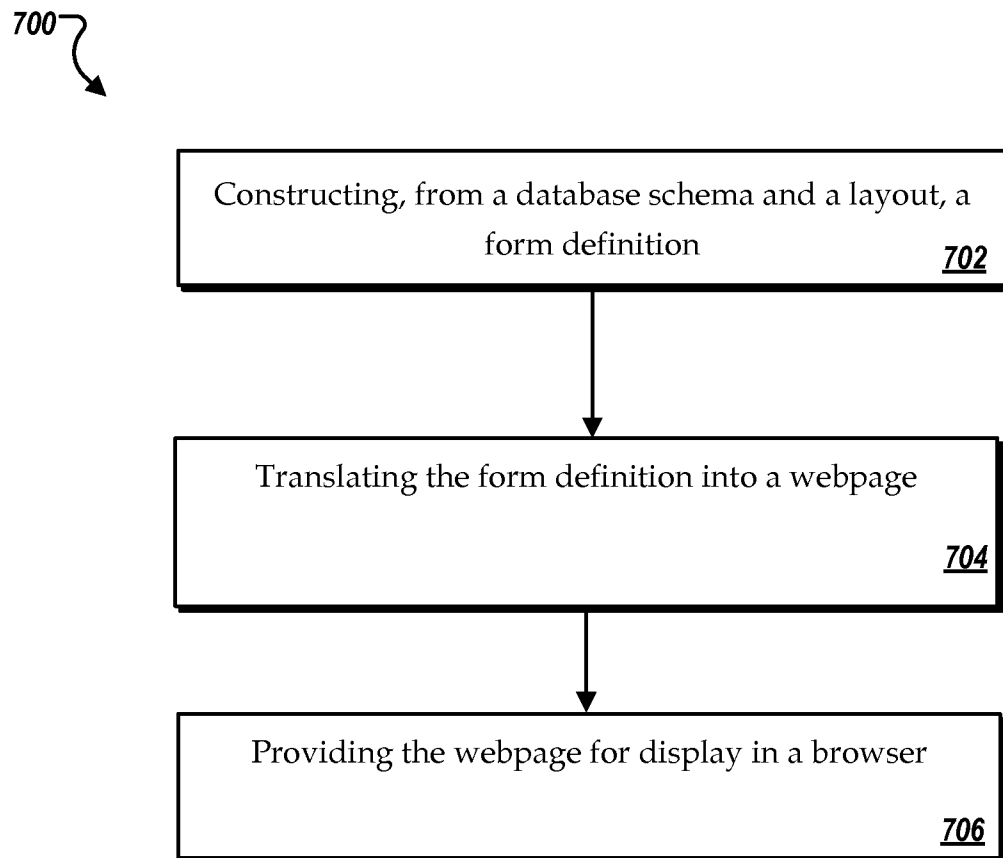 700
Constructing, from a database schema and a layout, a
form definition
702
Translating the form definition into a webpage
704
Providing the webpage for display in a browser
706